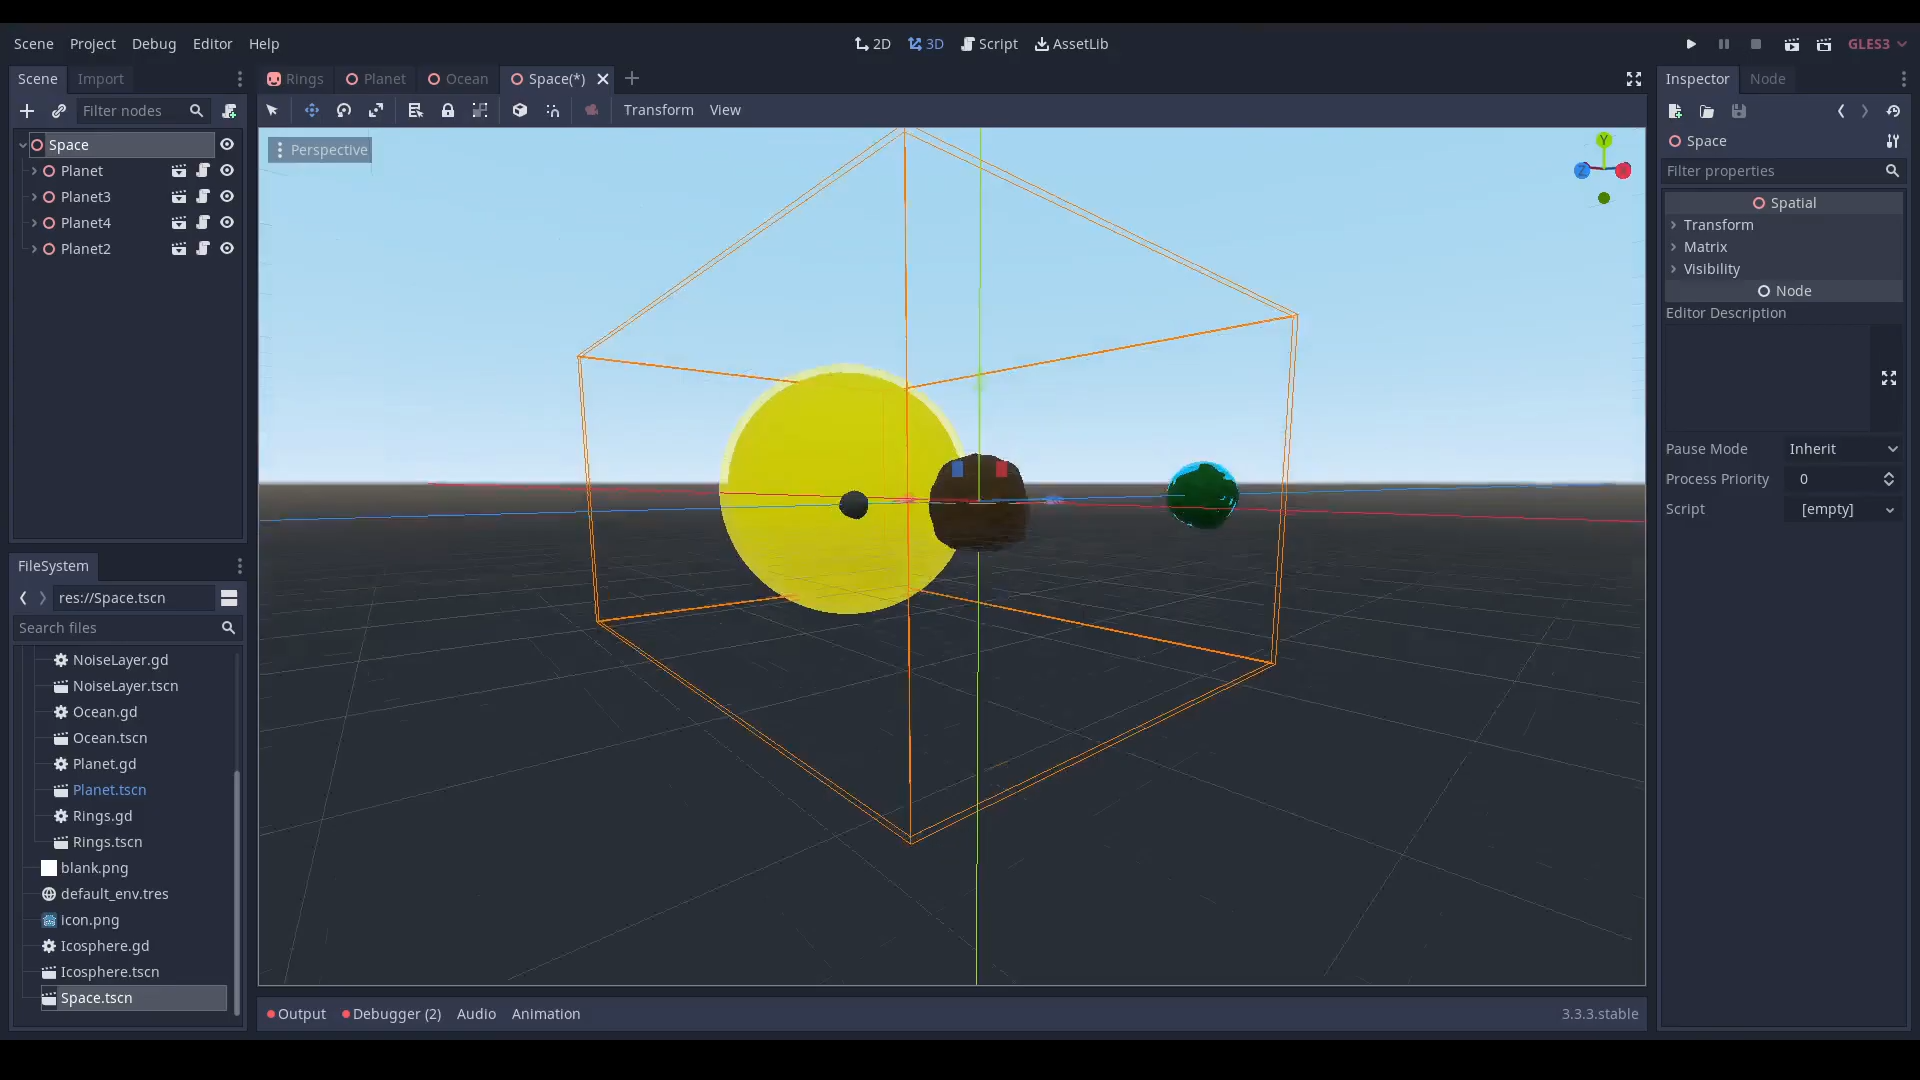 Scene Project Debug Editor Help
2D 3D Script AssetLib
GLES3
Scene Import
Filter nodes
Space
Planet
Planet3
Planet4
Planet2
FileSystem
res://Space.tscn
Search files
NoiseLayer.gd
NoiseLayer.tscn
Ocean.gd
Ocean.tscn
Planet.gd
Planet.tscn
Rings.gd
Rings.tscn
blank.png
default_env.tres
icon.png
Icosphere.gd
Icosphere.tscn
Space.tscn
Rings Planet Ocean Space(*)
Transform View
Perspective
Y
Z
Output Debugger (2) Audio Animation
3.3.3.stable
Inspector Node
Space
Filter properties
Spatial
Transform
Matrix
Visibility
Node
Editor Description
Pause Mode Inherit
Process Priority 0
Script [empty]